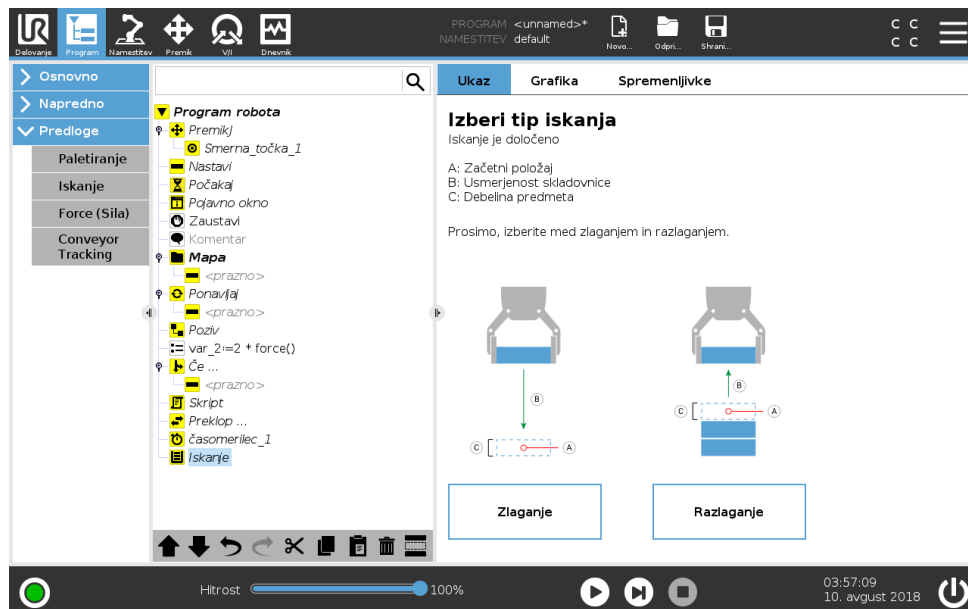 UR
PROGRAM <unnamed>*
NAMESTITEV default
Delovanje Program Namestitev Premik V/I Dnevnik
Novo... Odpri... Shrani...
C C
C C
Osnovno
Napredno
Predloge
Paletiranje
Iskanje
Force (Sila)
Conveyor
Tracking
Program robota
PremikJ
Smerna_točka_1
Nastavi
Počakaj
Pojavno okno
Zaustavi
Komentar
Mapa
<prazno>
Ponavljaj
<prazno>
Poziv
var_2:=2 * force()
Če ...
<prazno>
Skript
Preklop ...
časomerilec_1
Iskanje
Ukaz Grafika Spremenljivke
Izberi tip iskanja
Iskanje je določeno
A: Začetni položaj
B: Usmerjenost skladovnice
C: Debelina predmeta
Prosimo, izberite med zlaganjem in razlaganjem.
B
C A
B
C A
Zlaganje
Razlaganje
Hitrost 100%
03:57:09
10. avgust 2018